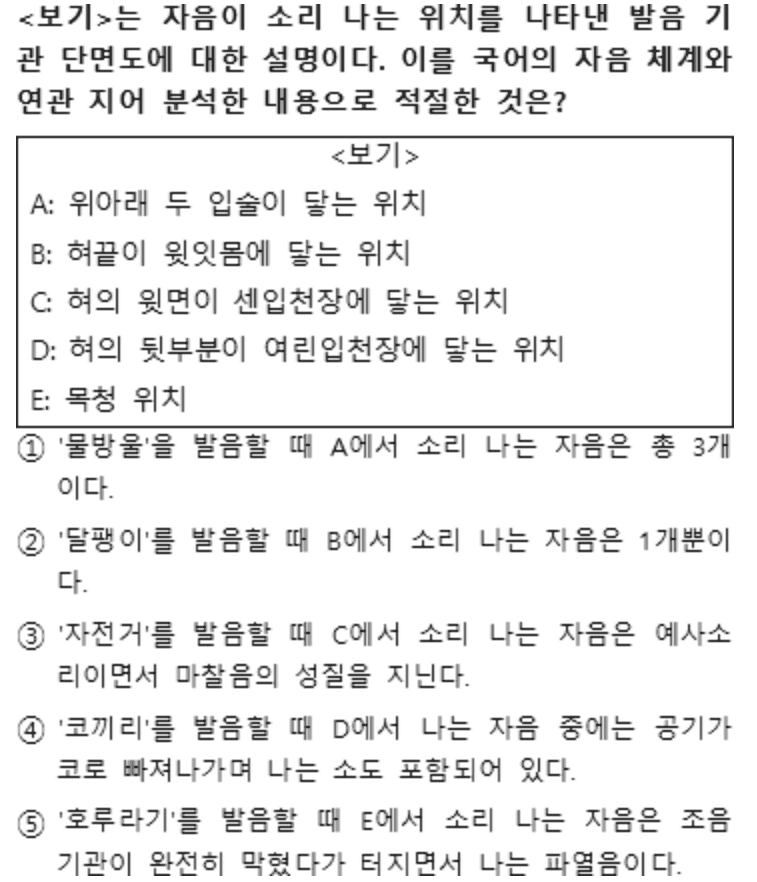 <보기>는 자음이 소리 나는 위치를 나타낸 발음 기
관 단면도에 대한 설명이다. 이를 국어의 자음 체계와
연관 지어 분석한 내용으로 적절한 것은?
<보기>
A: 위아래 두 입술이 닿는 위치
B: 혀끝이 윗잇몸에 닿는 위치
C: 혀의 윗면이 센입천장에 닿는 위치
D: 혀의 뒷부분이 여린입천장에 닿는 위치
E: 목청 위치
① '물방울'을 발음할 때 A에서 소리 나는 자음은 총 3개
이다.
② '달팽이'를 발음할 때 B에서 소리 나는 자음은 1개뿐이
다.
③ '자전거'를 발음할 때 C에서 소리 나는 자음은 예사소
리이면서 마찰음의 성질을 지닌다.
④ '코끼리'를 발음할 때 D에서 나는 자음 중에는 공기가
코로 빠져나가며 나는 소도 포함되어 있다.
⑤ '호루라기'를 발음할 때 E에서 소리 나는 자음은 조음
기관이 완전히 막혔다가 터지면서 나는 파열음이다.